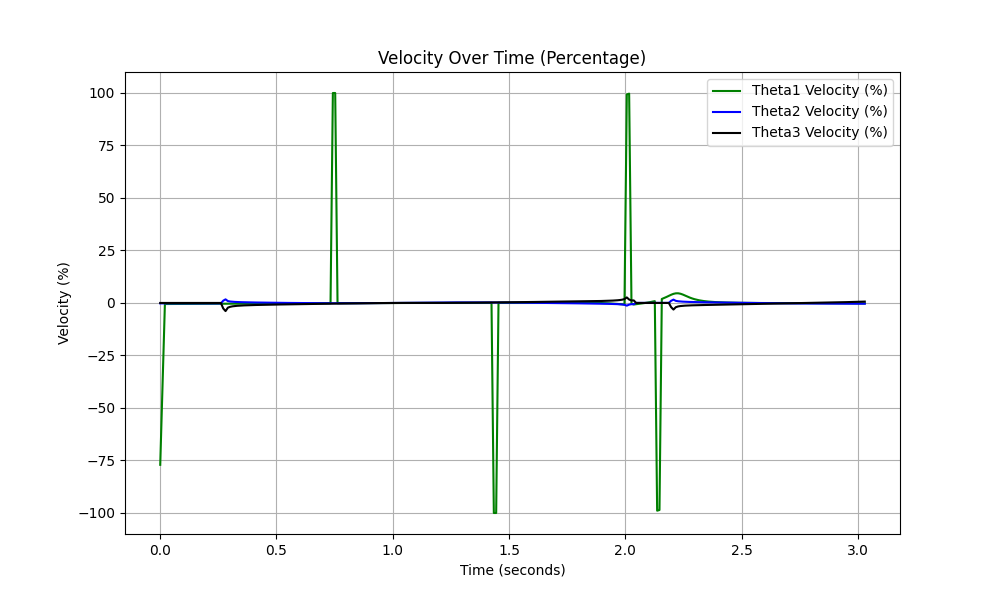 Velocity Over Time (Percentage)
Theta1 Velocity (%)
Theta2 Velocity (%)
Theta3 Velocity (%)
Velocity (%)
100
75
50
25
0
−25
−50
−75
−100
0.0 0.5 1.0 1.5 2.0 2.5 3.0
Time (seconds)